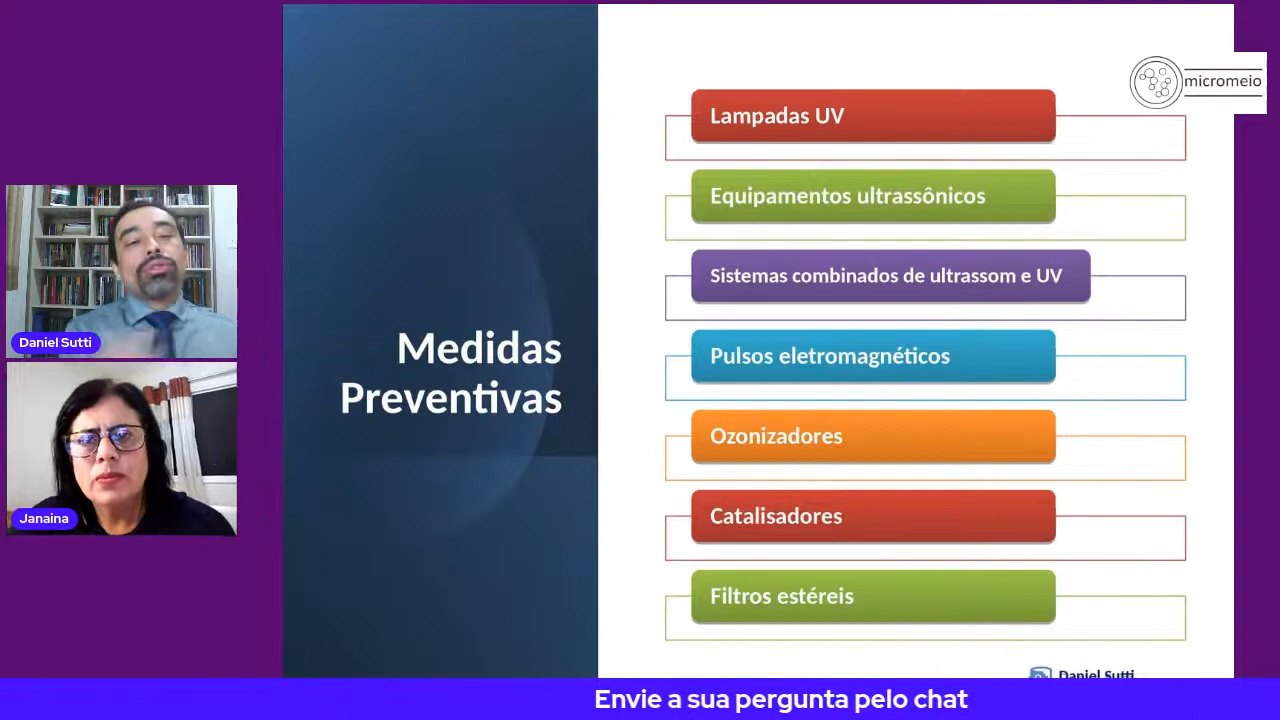 micromeio
Lampadas UV
Equipamentos ultrassônicos
Sistemas combinados de ultrassom e UV
Medidas
Preventivas
Pulsos eletromagnéticos
Ozonizadores
Catalisadores
Filtros estéreis
Daniel Sutti
Janaina
Daniel Sutti
Envie a sua pergunta pelo chat